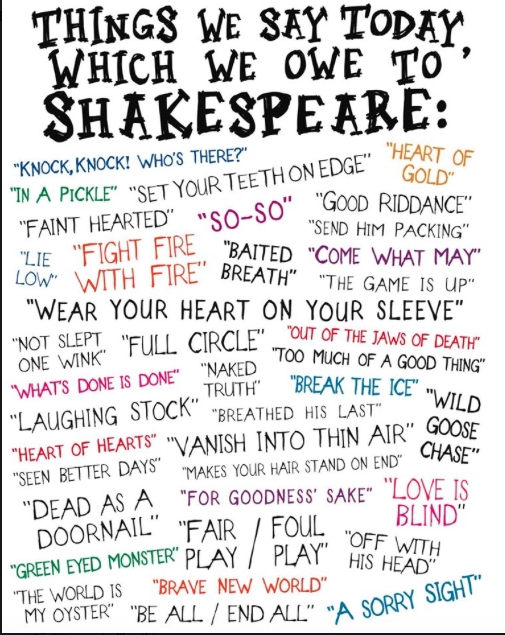 THINGS WE SAY TODAY,
WHICH WE OWE TO
SHAKESPEARE:
"KNOCK, KNOCK! WHO'S THERE?"
"HEART OF
GOLD"
"IN A PICKLE"
"SET YOUR TEETH ON EDGE"
"FAINT HEARTED"
"SO-SO"
"GOOD RIDDANCE"
"SEND HIM PACKING"
"LIE
LOW"
"FIGHT FIRE
WITH FIRE"
"BAITED
BREATH"
"COME WHAT MAY"
"THE GAME IS UP"
"WEAR YOUR HEART ON YOUR SLEEVE"
"NOT SLEPT
ONE WINK"
"FULL CIRCLE"
"OUT OF THE JAWS OF DEATH"
"TOO MUCH OF A GOOD THING"
"WHAT'S DONE IS DONE"
"NAKED
TRUTH"
"BREAK THE ICE"
"WILD
GOOSE
CHASE"
"LAUGHING STOCK"
"BREATHED HIS LAST"
"HEART OF HEARTS"
"VANISH INTO THIN AIR"
"SEEN BETTER DAYS"
"MAKES YOUR HAIR STAND ON END"
"DEAD AS A
DOORNAIL"
"FOR GOODNESS' SAKE"
"LOVE IS
BLIND"
"FAIR / FOUL
PLAY / PLAY"
"OFF WITH
HIS HEAD"
"GREEN EYED MONSTER"
"THE WORLD IS
MY OYSTER"
"BRAVE NEW WORLD"
"BE ALL / END ALL"
"A SORRY SIGHT"